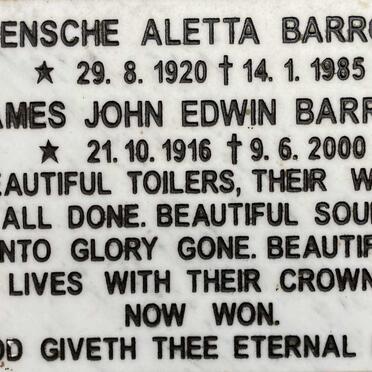 ENSCHE ALETTA BARRO
★ 29. 8. 1920 † 14. 1. 1985
AMES JOHN EDWIN BARR
★ 21. 10. 1916 † 9. 6. 2000
EAUTIFUL TOILERS, THEIR W
ALL DONE. BEAUTIFUL SOU
NTO GLORY GONE. BEAUTIF
LIVES WITH THEIR CROWN
NOW WON.
OD GIVETH THEE ETERNAL